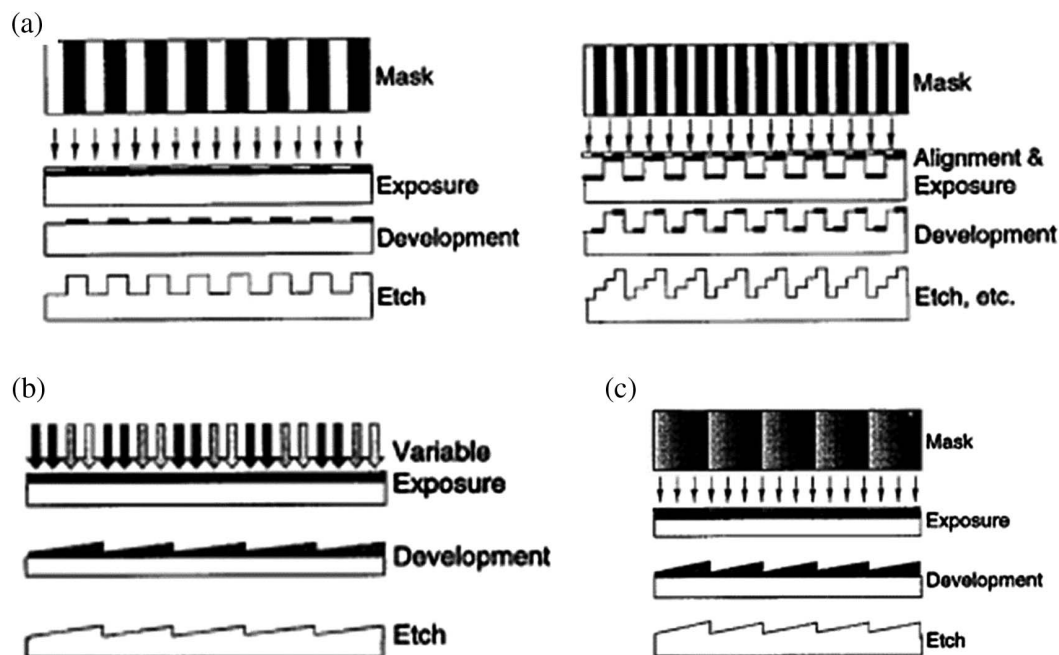 (a)
Mask
Exposure
Development
Etch
Mask
Alignment &
Exposure
Development
Etch, etc.
(b)
Variable
Exposure
Development
Etch
(c)
Mask
Exposure
Development
Etch